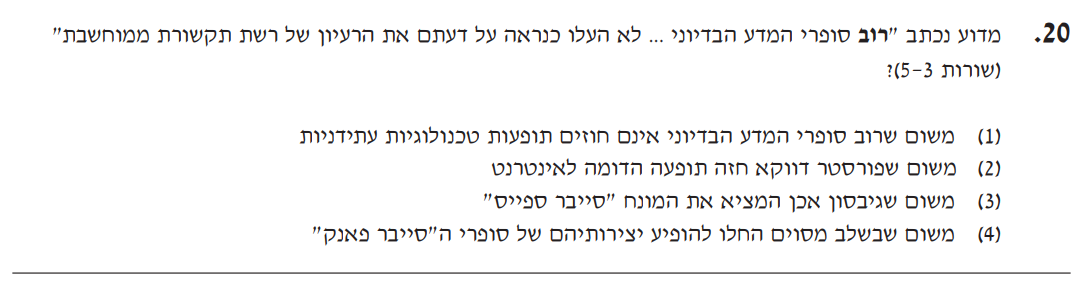 20. מדוע נכתב "רוב סופרי המדע הבדיוני ... לא העלו כנראה על דעתם את הרעיון של רשת תקשורת ממוחשבת"
(שורות 3-5)?
(1) משום שרוב סופרי המדע הבדיוני אינם חוזים תופעות טכנולוגיות עתידניות
(2) משום שפורסטר דווקא חזה תופעה הדומה לאינטרנט
(3) משום שגיבסון אכן המציא את המונח "סייבר ספייס"
(4) משום שבשלב מסוים החלו להופיע יצירותיהם של סופרי ה"סייבר פאנק"